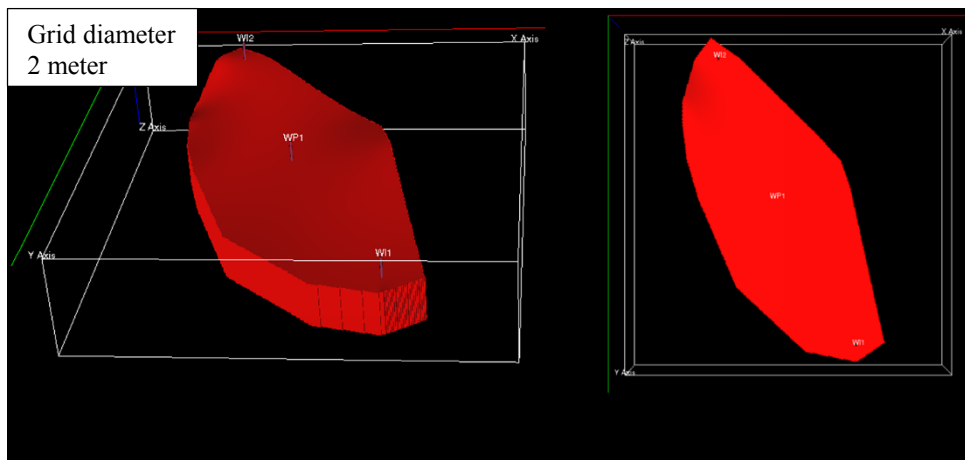 Grid diameter
2 meter
WI2
X Axis
Z Axis
WP1
Y Axis
WI1
X Axis
Z Axis
WI2
WP1
WI1
Y Axis